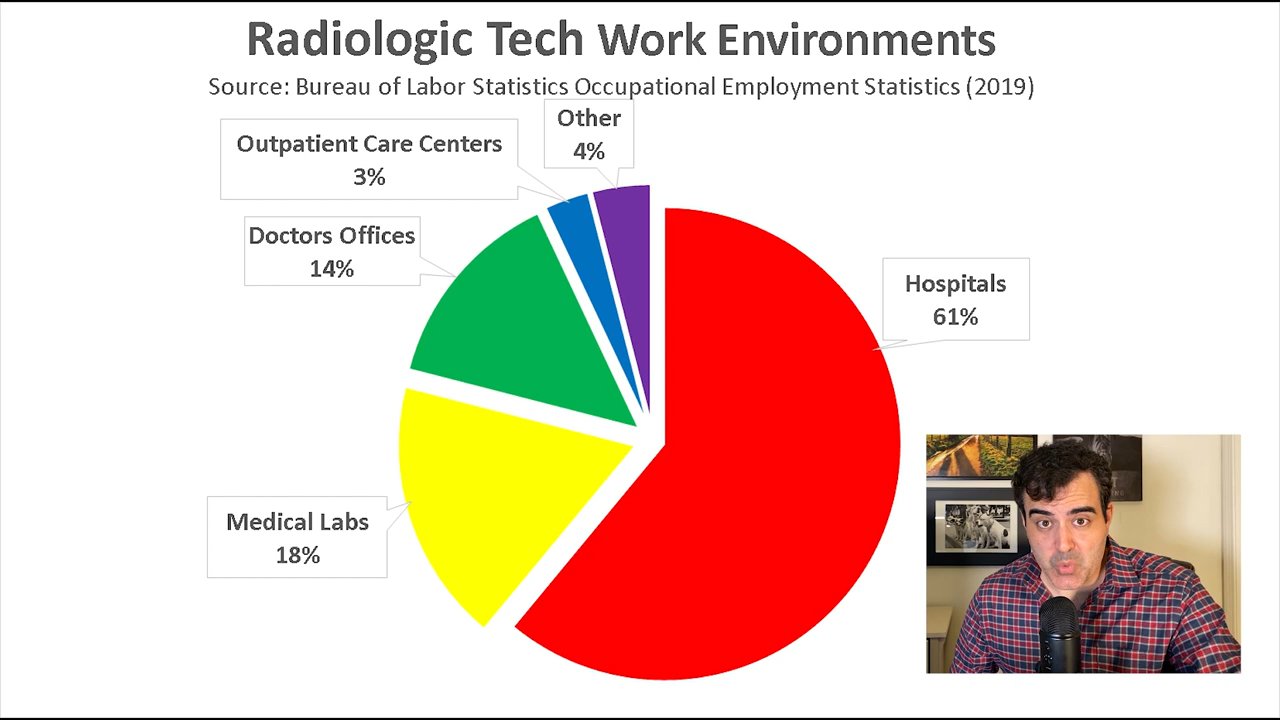 Radiologic Tech Work Environments
Source: Bureau of Labor Statistics Occupational Employment Statistics (2019)
Other
4%
Outpatient Care Centers
3%
Doctors Offices
14%
Hospitals
61%
Medical Labs
18%